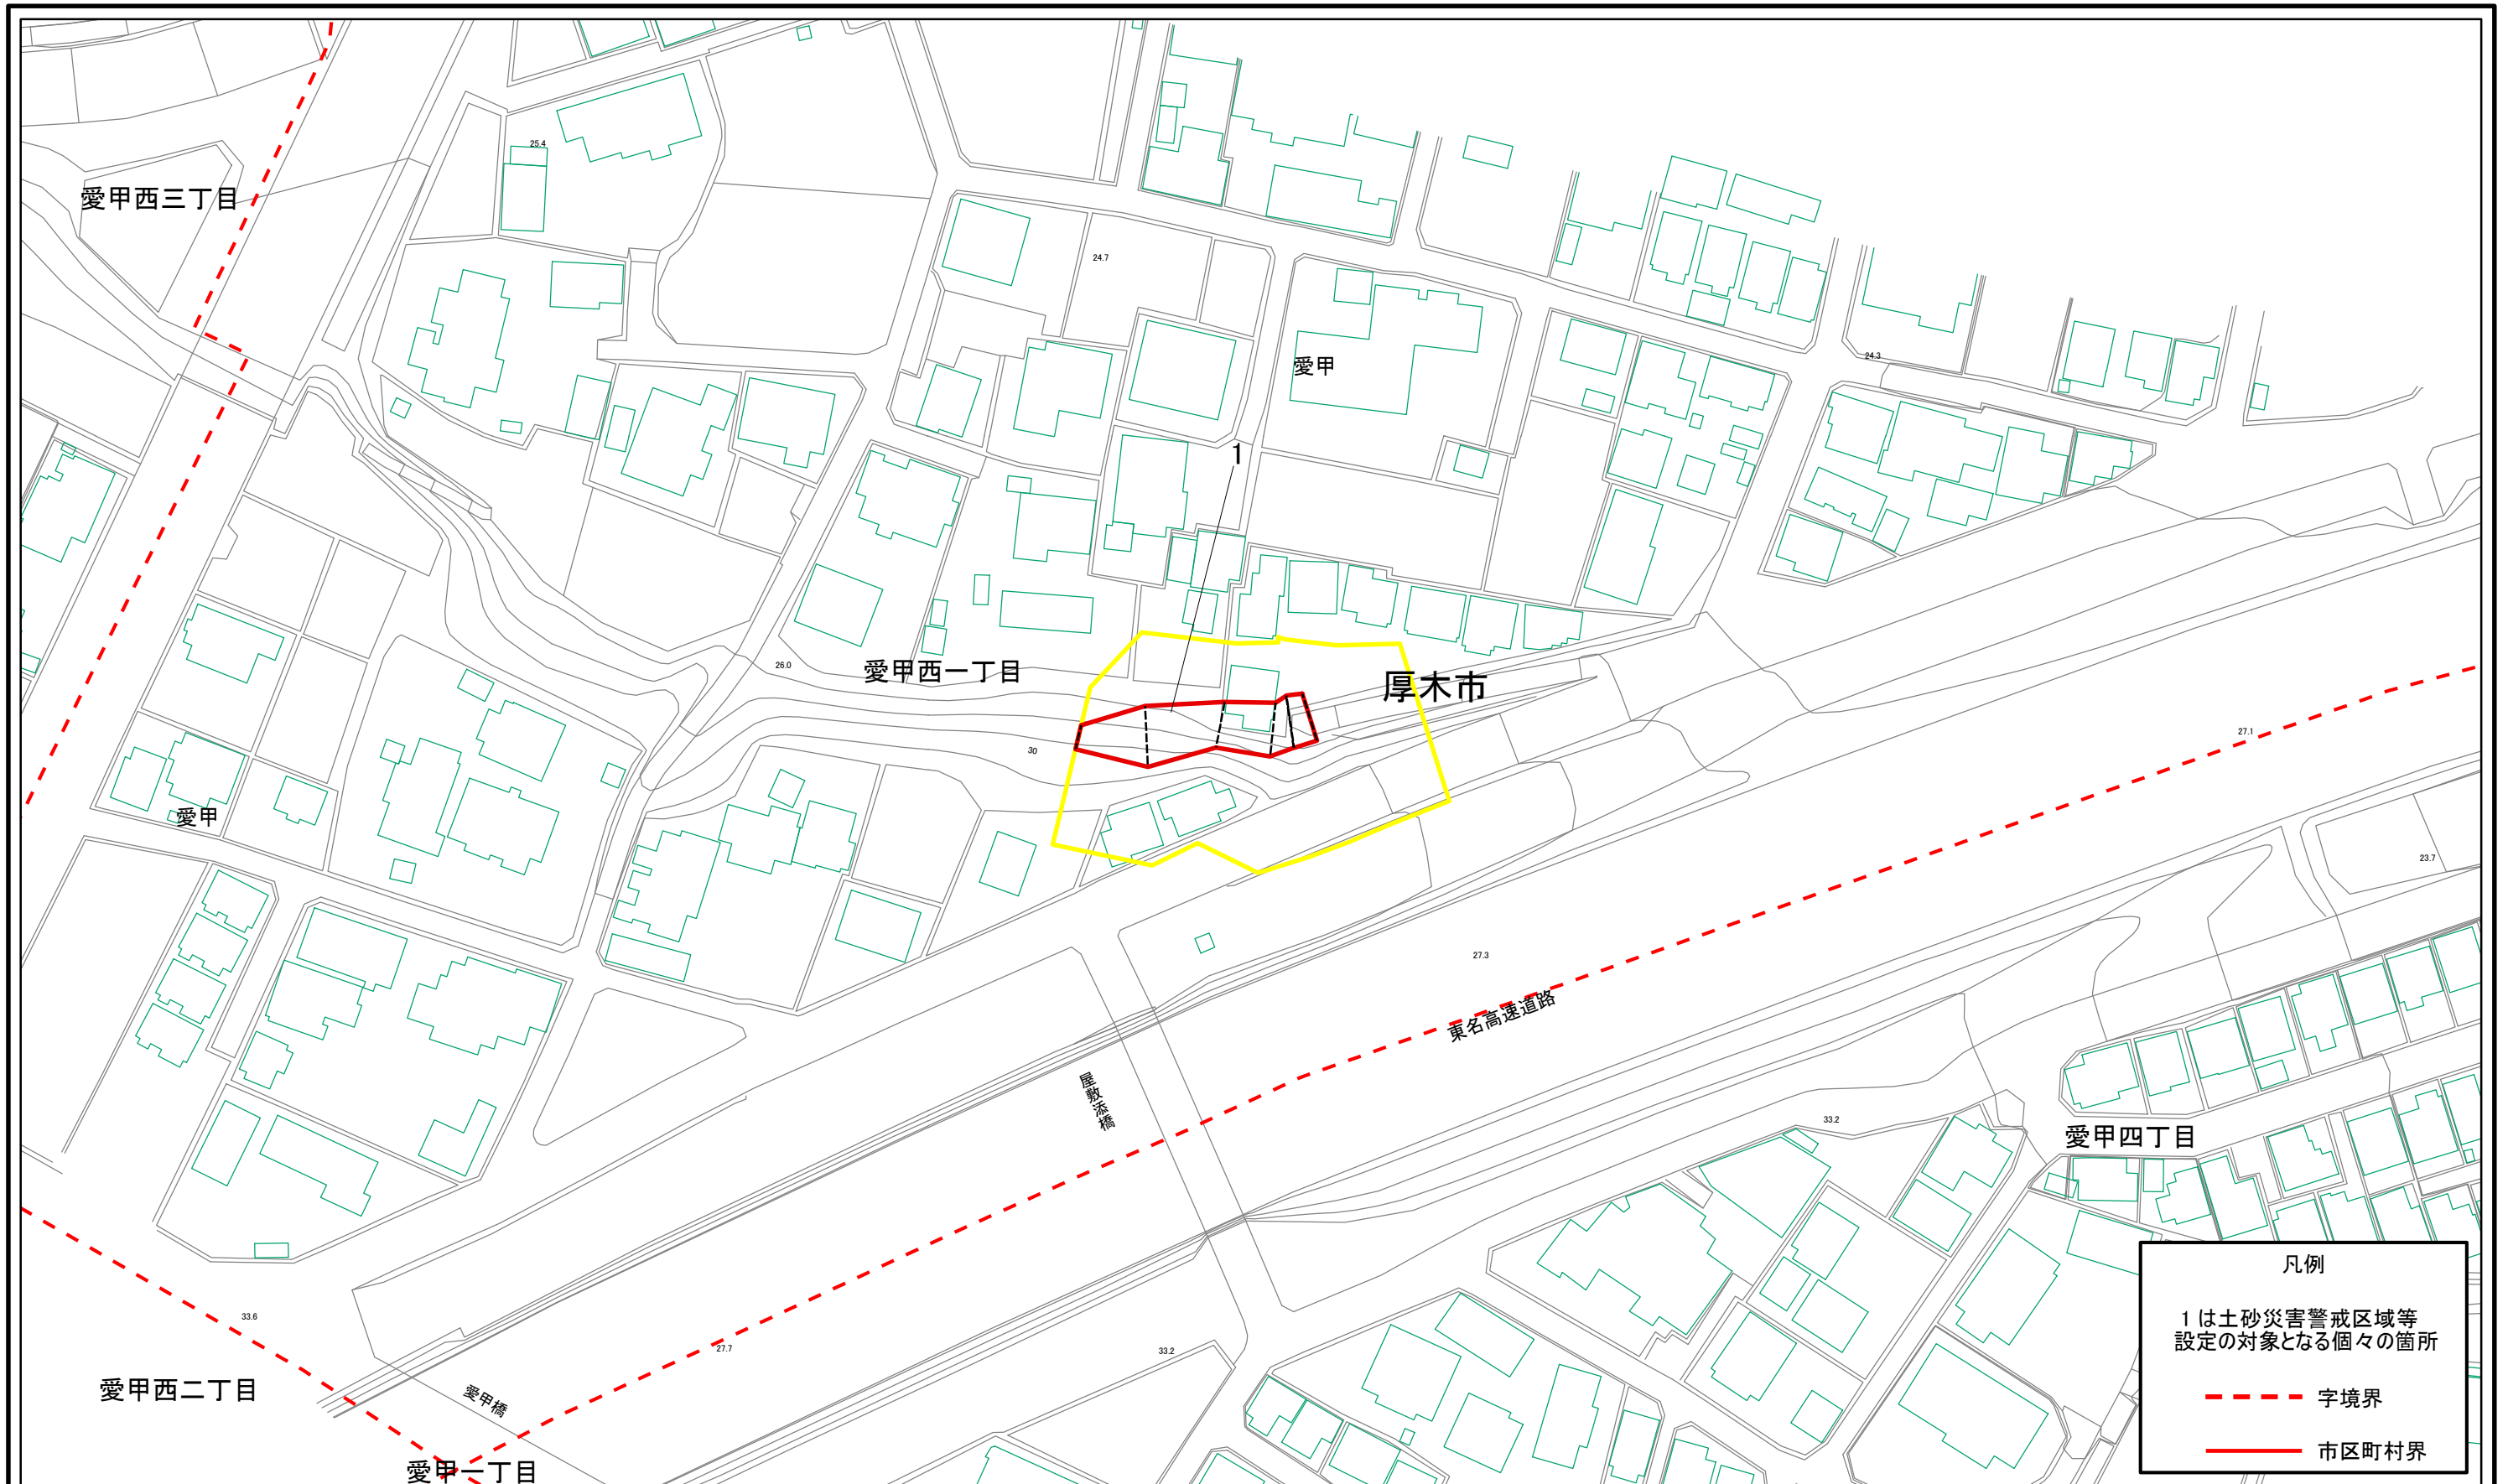 25.4
愛甲西三丁目
24.7
愛甲
24.3
1
26.0
愛甲西一丁目
厚木市
27.1
30
愛甲
23.7
27.3
東名高速道路
屋敷添橋
33.2
愛甲四丁目
凡例
1は土砂災害警戒区域等
設定の対象となる個々の箇所
字境界
市区町村界
33.6
27.7
33.2
愛甲西二丁目
愛甲橋
愛甲一丁目